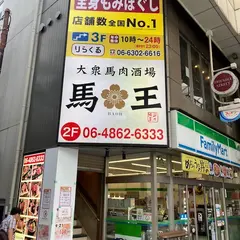 全身もみほぐし
店舗数全国No.1
3F
10時〜24時
りらくる
06-6302-6616
大衆馬肉酒場
馬王
2F 06-4862-6333
FamilyMart